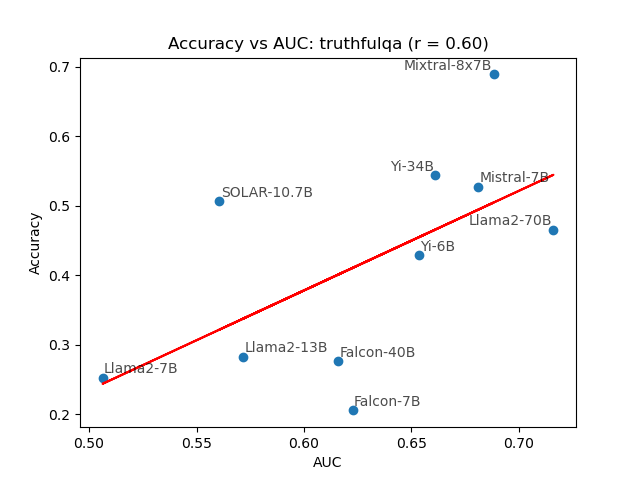 Accuracy vs AUC: truthfulqa (r = 0.60)
0.7
Mixtral-8x7B
0.6
Yi-34B
Mistral-7B
SOLAR-10.7B
0.5
Llama2-70B
Accuracy
Yi-6B
0.4
Llama2-13B
Falcon-40B
0.3
Llama2-7B
Falcon-7B
0.2
0.50 0.55 0.60 0.65 0.70
AUC